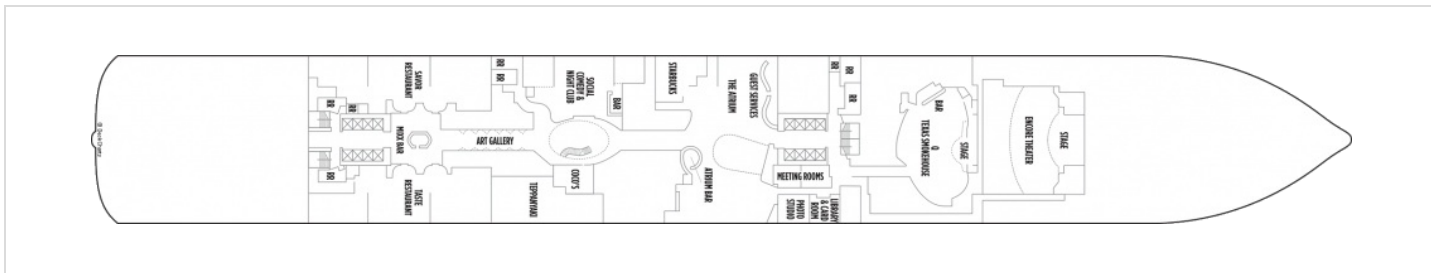 SAVOR
RESTAURANT
RR
RR
SOCIAL
COMEDY &
NIGHT CLUB
BAR
STARBUCKS
GUEST SERVICES
THE ATRIUM
RR
RR
RR
BAR
RR
RR
MIXX BAR
ART GALLERY
TEXAS SMOKEHOUSE
Q
STAGE
ENCORE THEATER
STAGE
RR
TASTE
RESTAURANT
TEPPANYAKI
COCO'S
ATRIUM BAR
MEETING ROOMS
PHOTO
STUDIO
LIBRARY
& CARD
ROOM